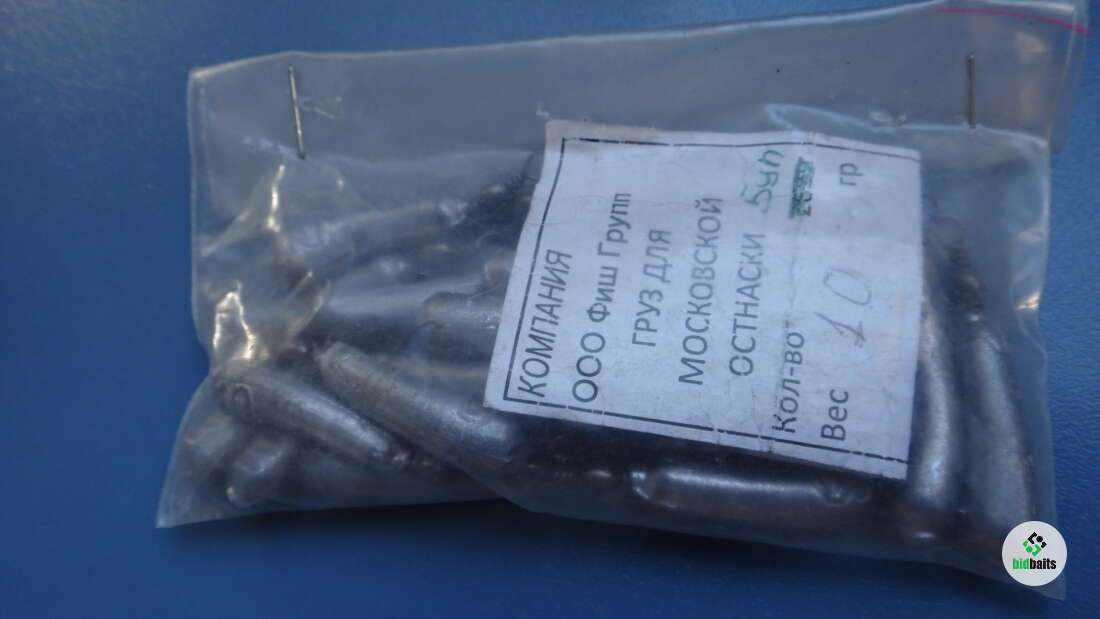 КОМПАНИЯ
ООО Фиш Групп
ГРУЗ ДЛЯ
МОСКОВСКОЙ
ОСТНАСКИ
Кол-во
Вес 10 гр
bidbaits